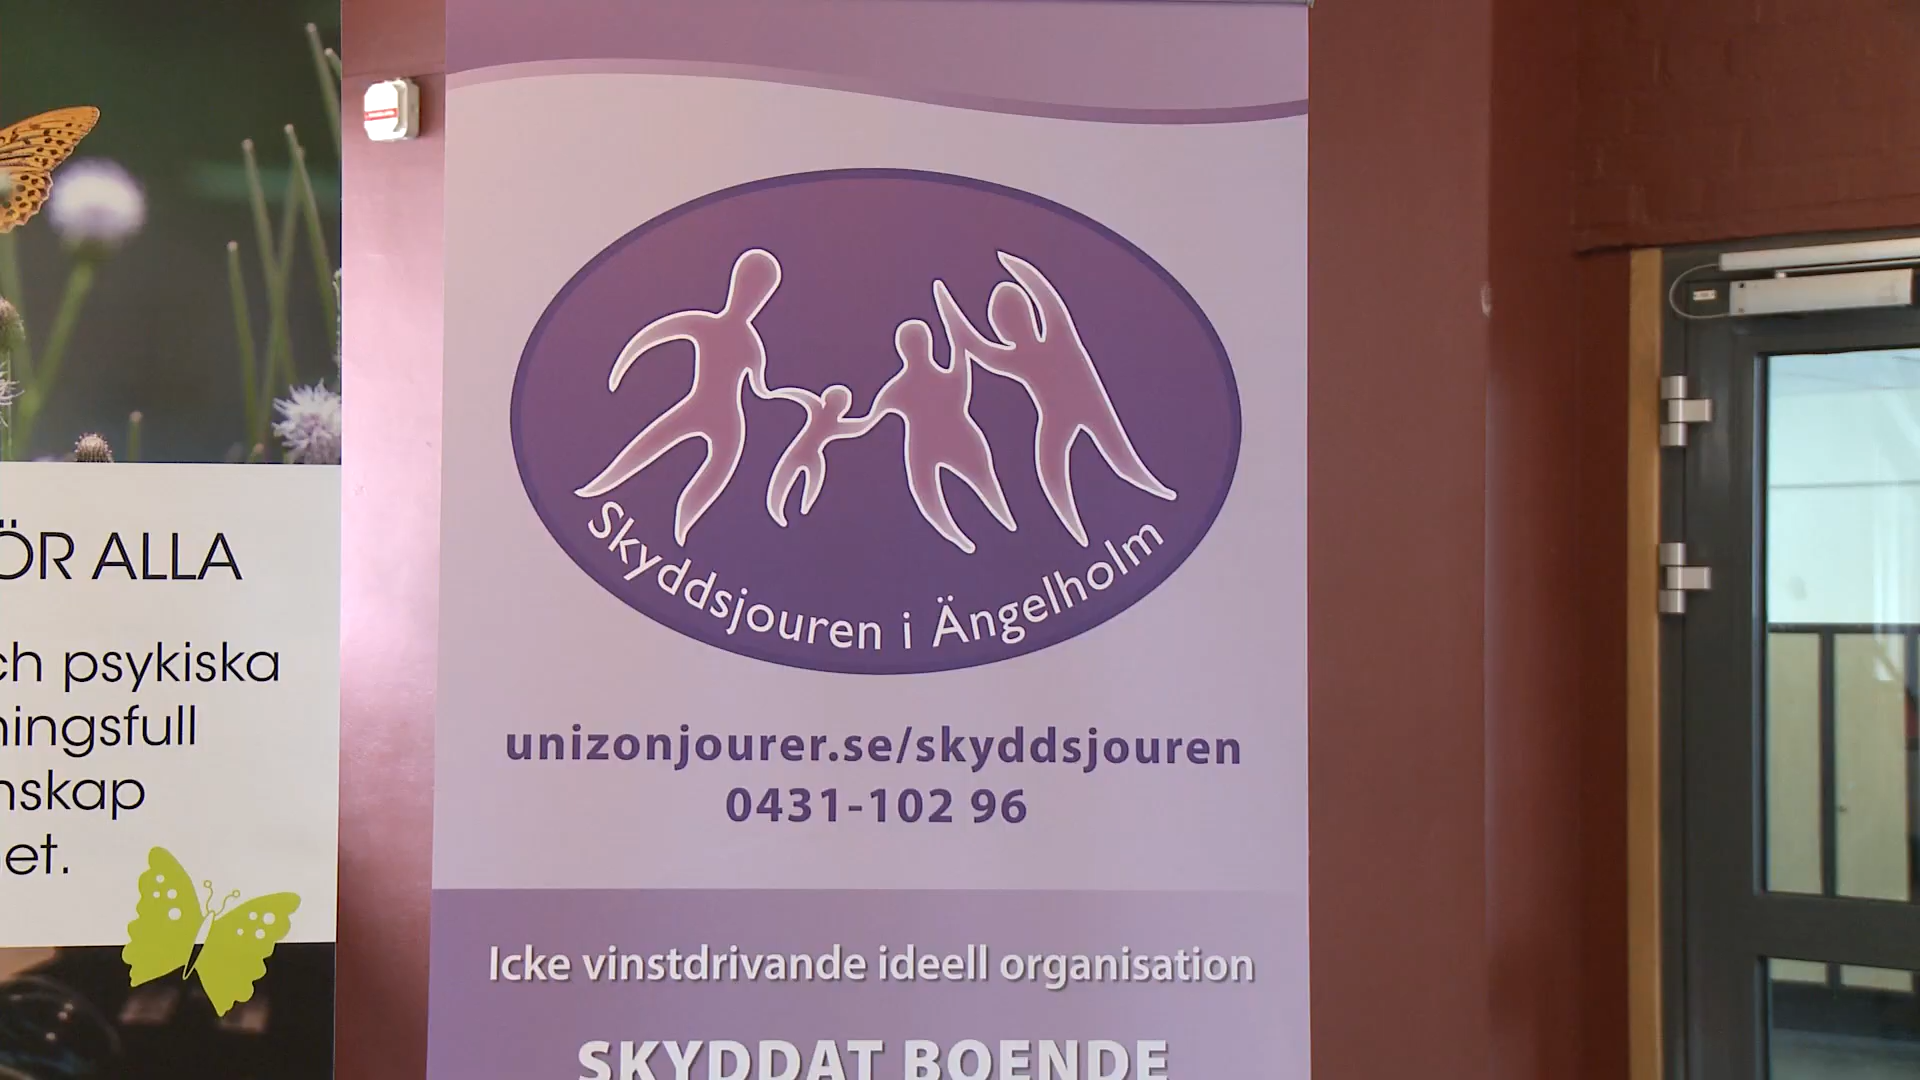 ÖR ALLA
ch psykiska
ningsfull
nskap
et.
Skyddsjouren i Ängelholm
unizonjourer.se/skyddsjouren
0431-102 96
Icke vinstdrivande ideell organisation
SKYDDAT BOENDE